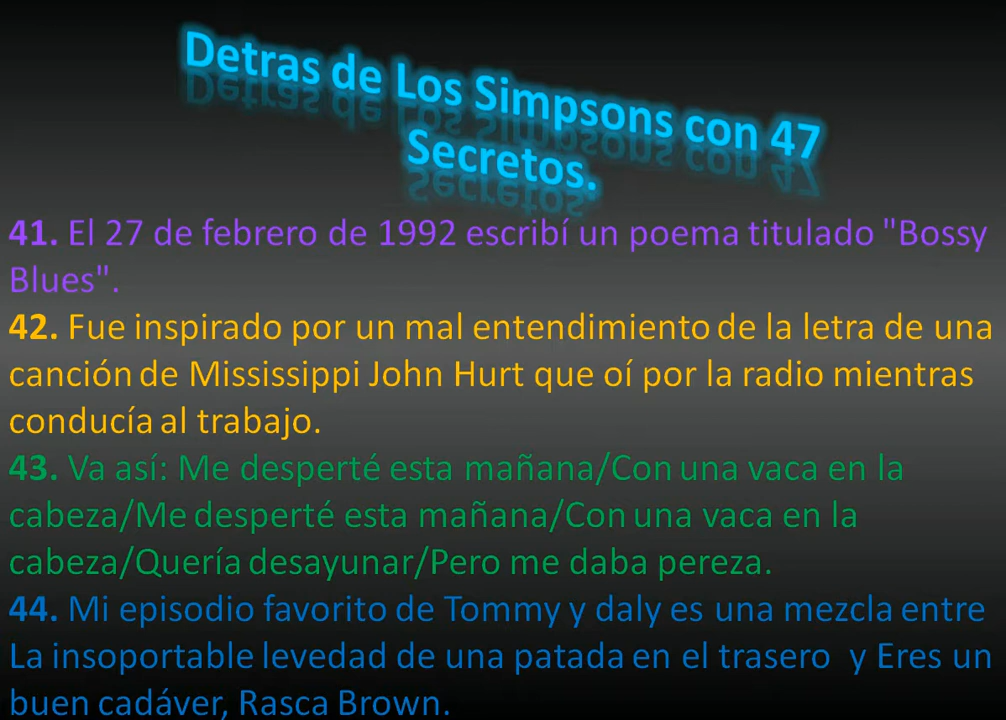 Detras de Los Simpsons con 47
Secretos.
41. El 27 de febrero de 1992 escribí un poema titulado "Bossy
Blues".
42. Fue inspirado por un mal entendimiento de la letra de una
canción de Mississippi John Hurt que oí por la radio mientras
conducía al trabajo.
43. Va así: Me desperté esta mañana/Con una vaca en la
cabeza/Me desperté esta mañana/Con una vaca en la
cabeza/Quería desayunar/Pero me daba pereza.
44. Mi episodio favorito de Tommy y daly es una mezcla entre
La insoportable levedad de una patada en el trasero y Eres un
buen cadáver, Rasca Brown.